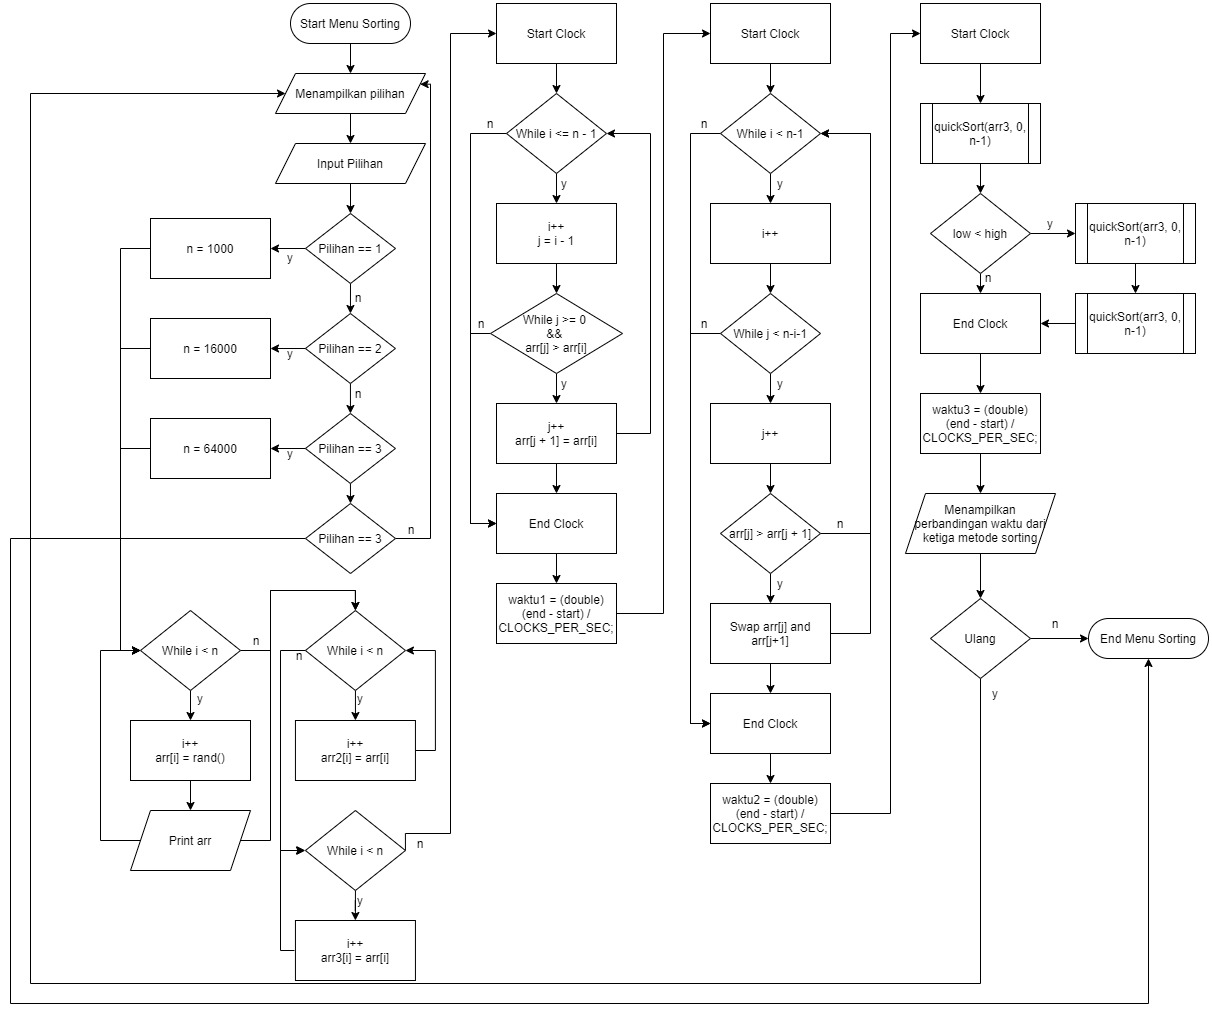 Start Menu Sorting
Menampilkan pilihan
Input Pilihan
Pilihan == 1
y
n = 1000
n
Pilihan == 2
y
n = 16000
n
Pilihan == 3
y
n = 64000
Pilihan == 3
n
While i < n
n
y
i++
arr[i] = rand()
Print arr
While i < n
n
y
i++
arr2[i] = arr[i]
While i < n
n
y
i++
arr3[i] = arr[i]
Start Clock
While i <= n - 1
n
y
i++
j = i - 1
While j >= 0
&&
arr[j] > arr[i]
n
y
j++
arr[j + 1] = arr[i]
End Clock
waktu1 = (double)
(end - start) /
CLOCKS_PER_SEC;
Start Clock
While i < n-1
n
y
i++
While j < n-i-1
n
y
j++
arr[j] > arr[j + 1]
n
y
Swap arr[j] and
arr[j+1]
End Clock
waktu2 = (double)
(end - start) /
CLOCKS_PER_SEC;
Start Clock
quickSort(arr3, 0,
n-1)
low < high
y
n
quickSort(arr3, 0,
n-1)
quickSort(arr3, 0,
n-1)
End Clock
waktu3 = (double)
(end - start) /
CLOCKS_PER_SEC;
Menampilkan
perbandingan waktu dari
ketiga metode sorting
Ulang
n
y
End Menu Sorting